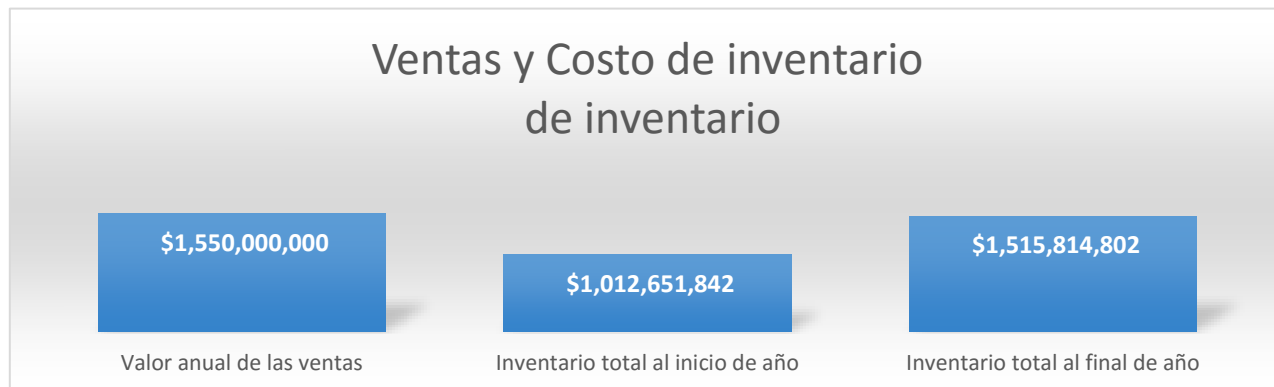 Ventas y Costo de inventario
de inventario
$1,550,000,000
$1,012,651,842
$1,515,814,802
Valor anual de las ventas
Inventario total al inicio de año
Inventario total al final de año